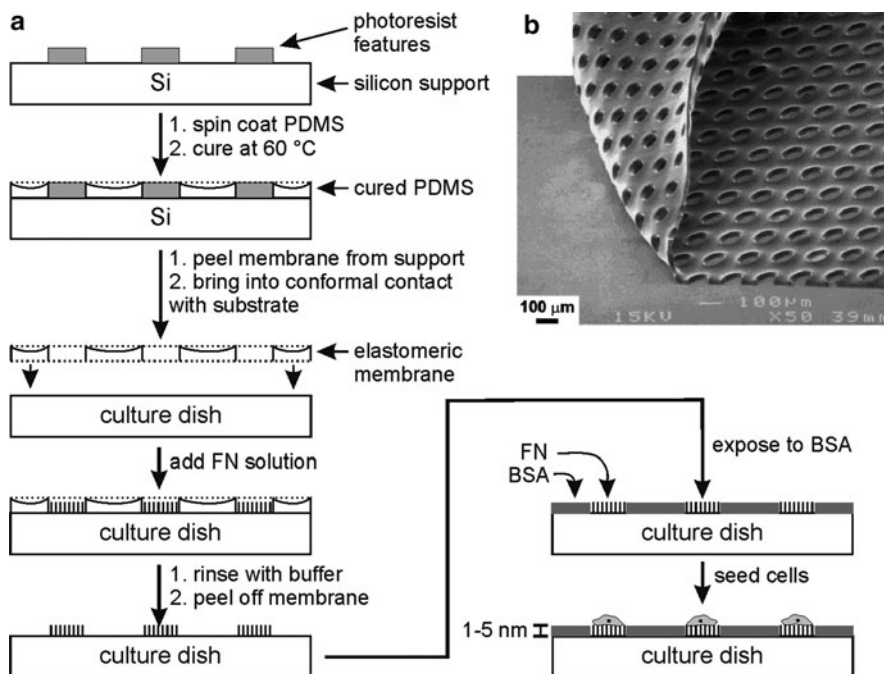 a
photoresist
features
Si
silicon support
1. spin coat PDMS
2. cure at 60 °C
cured PDMS
Si
1. peel membrane from support
2. bring into conformal contact
with substrate
elastomeric
membrane
culture dish
add FN solution
culture dish
1. rinse with buffer
2. peel off membrane
culture dish
b
100 µm
100µm
15KV X50 39mm
expose to BSA
FN
BSA
culture dish
seed cells
1-5 nm
culture dish